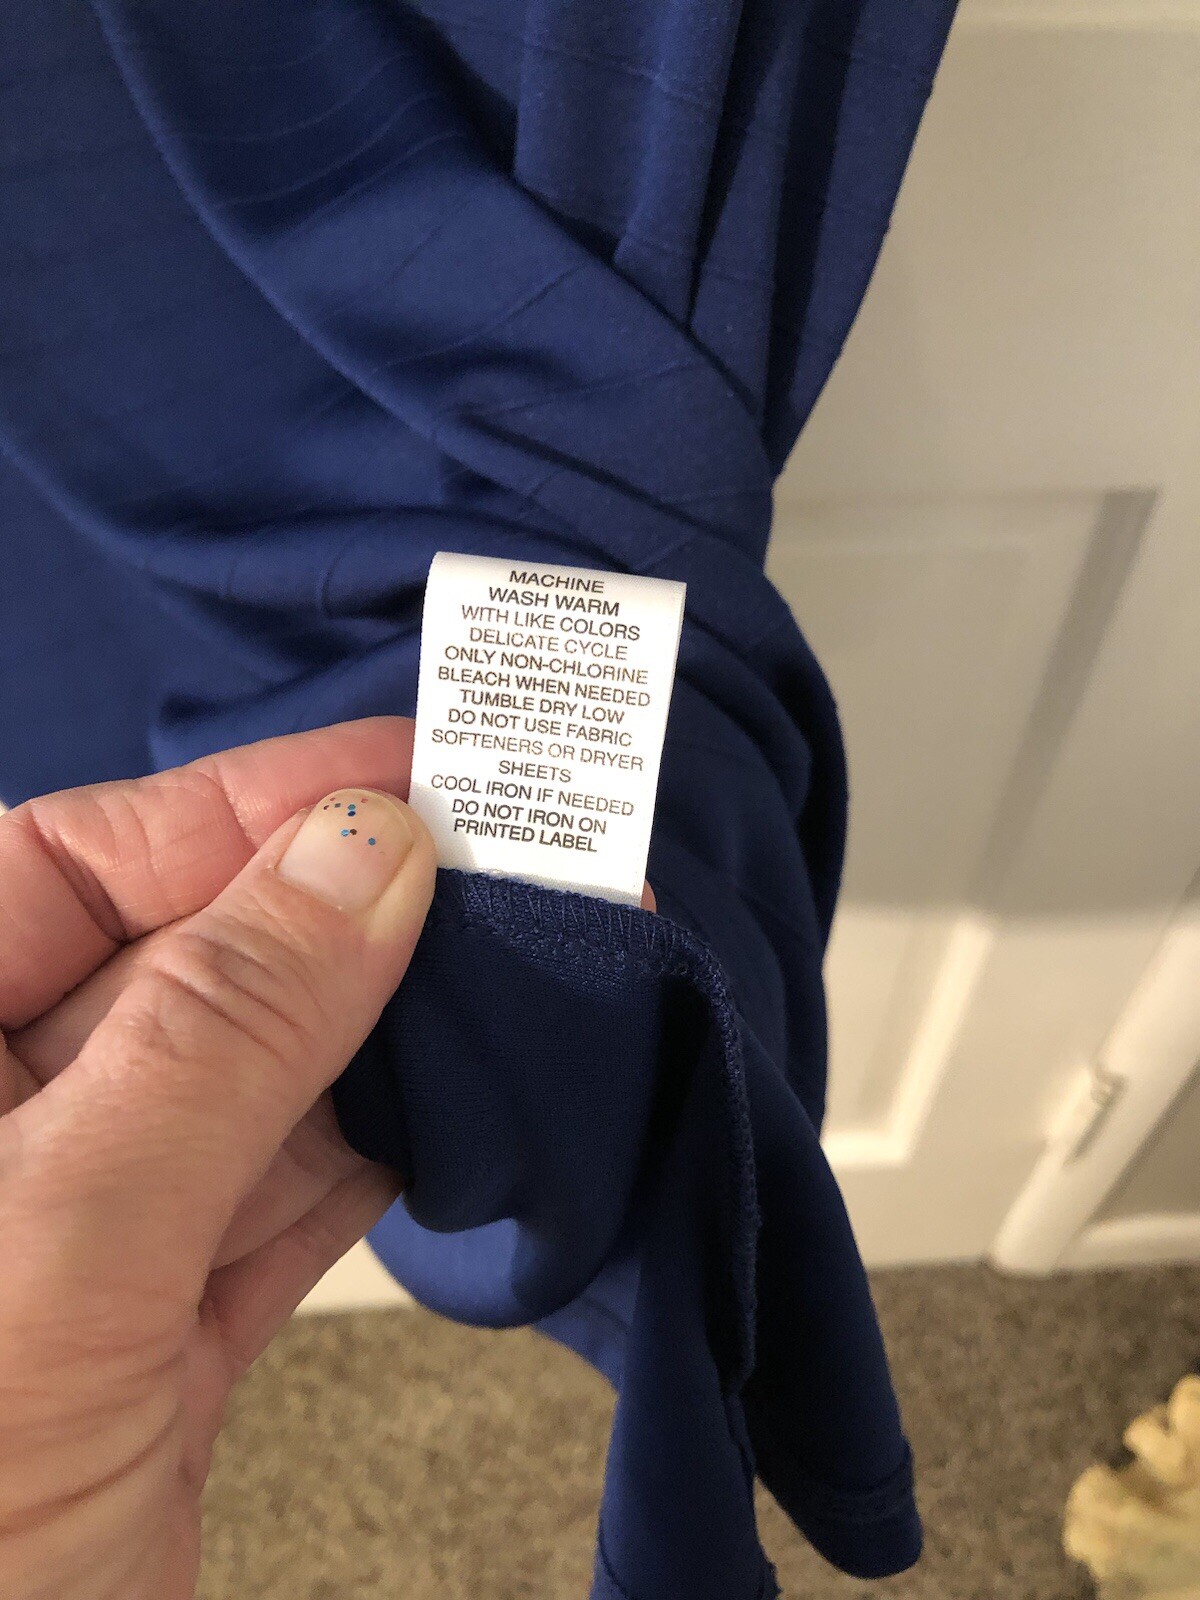 MACHINE
WASH WARM
WITH LIKE COLORS
DELICATE CYCLE
ONLY NON-CHLORINE
BLEACH WHEN NEEDED
TUMBLE DRY LOW
DO NOT USE FABRIC
SOFTENERS OR DRYER
SHEETS
COOL IRON IF NEEDED
DO NOT IRON ON
PRINTED LABEL